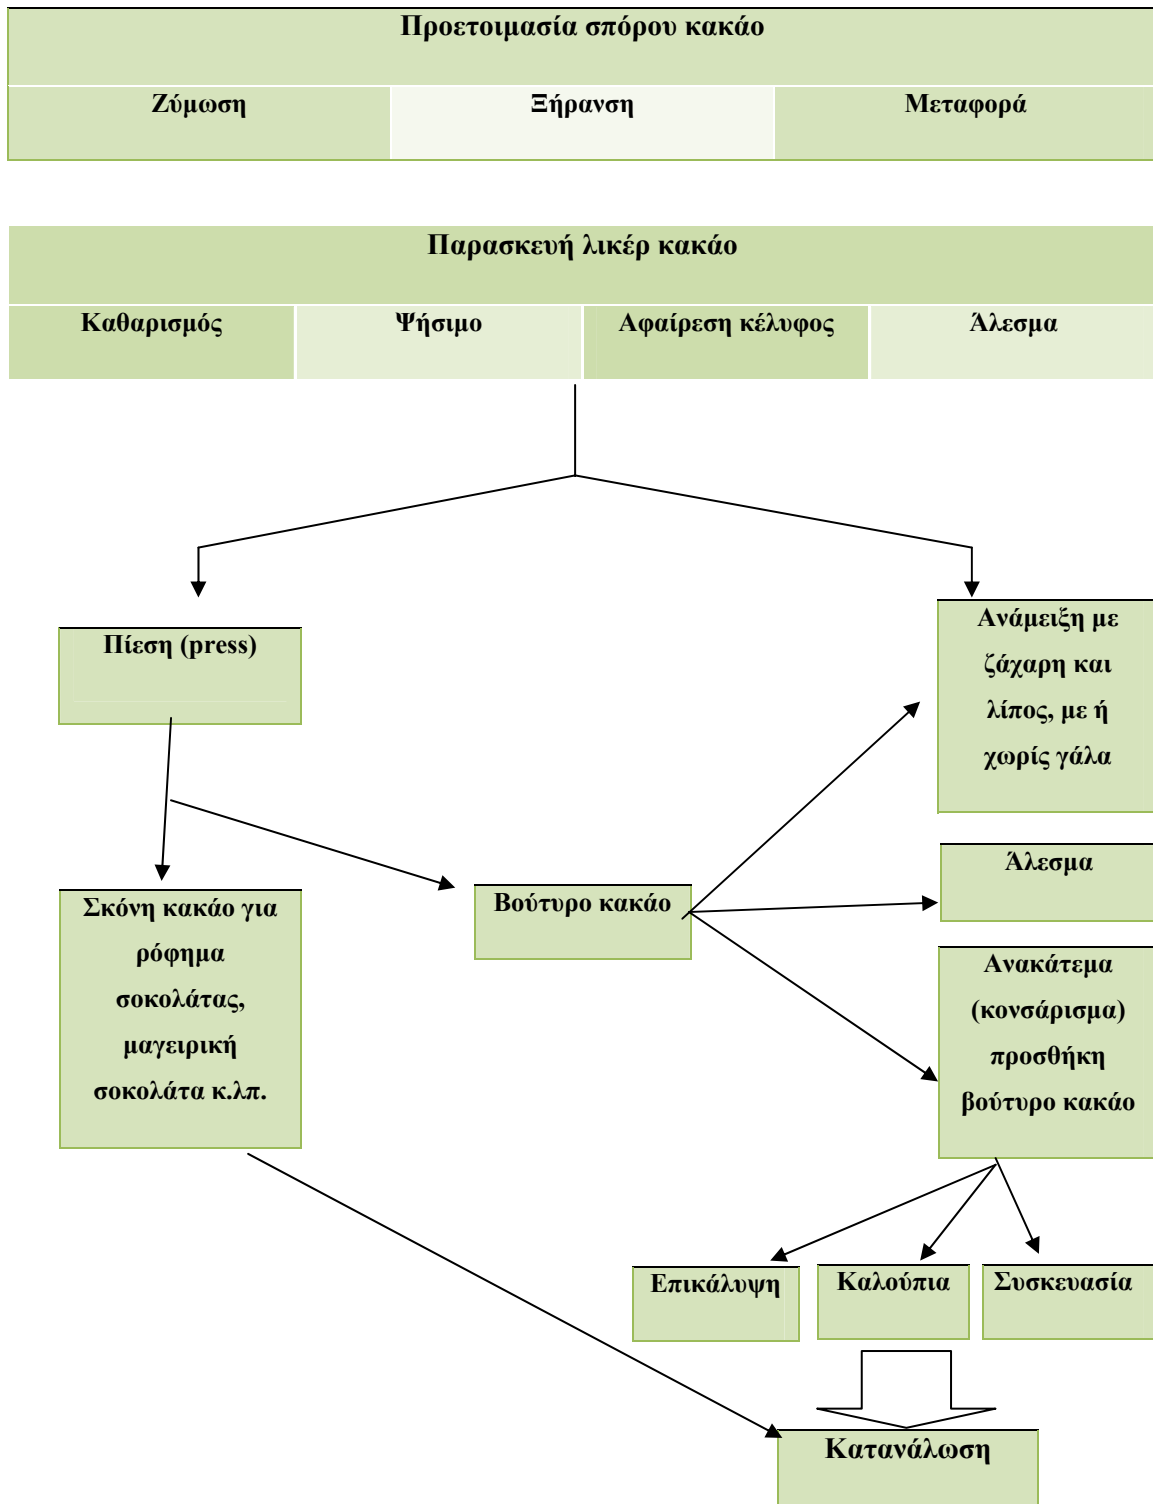 Προετοιμασία σπόρου κακάο
Ζύμωση
Ξήρανση
Μεταφορά
Παρασκευή λικέρ κακάο
Καθαρισμός
Ψήσιμο
Αφαίρεση κέλυφος
Άλεσμα
Πίεση (press)
Ανάμειξη με
ζάχαρη και
λίπος, με ή
χωρίς γάλα
Άλεσμα
Σκόνη κακάο για
ρόφημα
σοκολάτας,
μαγειρική
σοκολάτα κ.λπ.
Βούτυρο κακάο
Ανακάτεμα
(κονσάρισμα)
προσθήκη
βούτυρο κακάο
Επικάλυψη
Καλούπια
Συσκευασία
Κατανάλωση